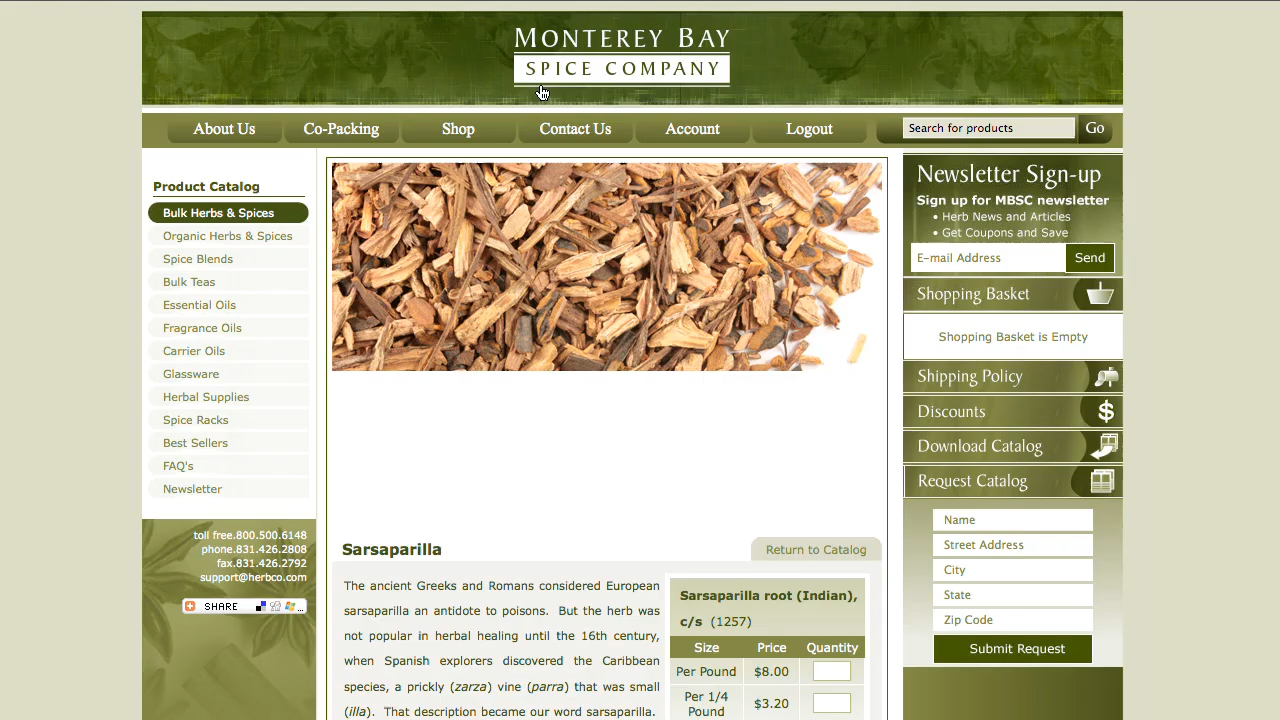 MONTEREY BAY
SPICE COMPANY
About Us
Co-Packing
Shop
Contact Us
Account
Logout
Search for products
Go
Product Catalog
Bulk Herbs & Spices
Organic Herbs & Spices
Spice Blends
Bulk Teas
Essential Oils
Fragrance Oils
Carrier Oils
Glassware
Herbal Supplies
Spice Racks
Best Sellers
FAQ's
Newsletter
toll free.800.500.6148
phone.831.426.2808
fax.831.426.2792
support@herbco.com
SHARE
Sarsaparilla
Return to Catalog
The ancient Greeks and Romans considered European
sarsaparilla an antidote to poisons. But the herb was
not popular in herbal healing until the 16th century,
when Spanish explorers discovered the Caribbean
species, a prickly (zarza) vine (parra) that was small
(illa). That description became our word sarsaparilla.
Sarsaparilla root (Indian),
c/s (1257)
Size Price Quantity
Per Pound $8.00
Per 1/4
Pound $3.20
Newsletter Sign-up
Sign up for MBSC newsletter
• Herb News and Articles
• Get Coupons and Save
E-mail Address
Send
Shopping Basket
Shopping Basket is Empty
Shipping Policy
Discounts
$
Download Catalog
Request Catalog
Name
Street Address
City
State
Zip Code
Submit Request